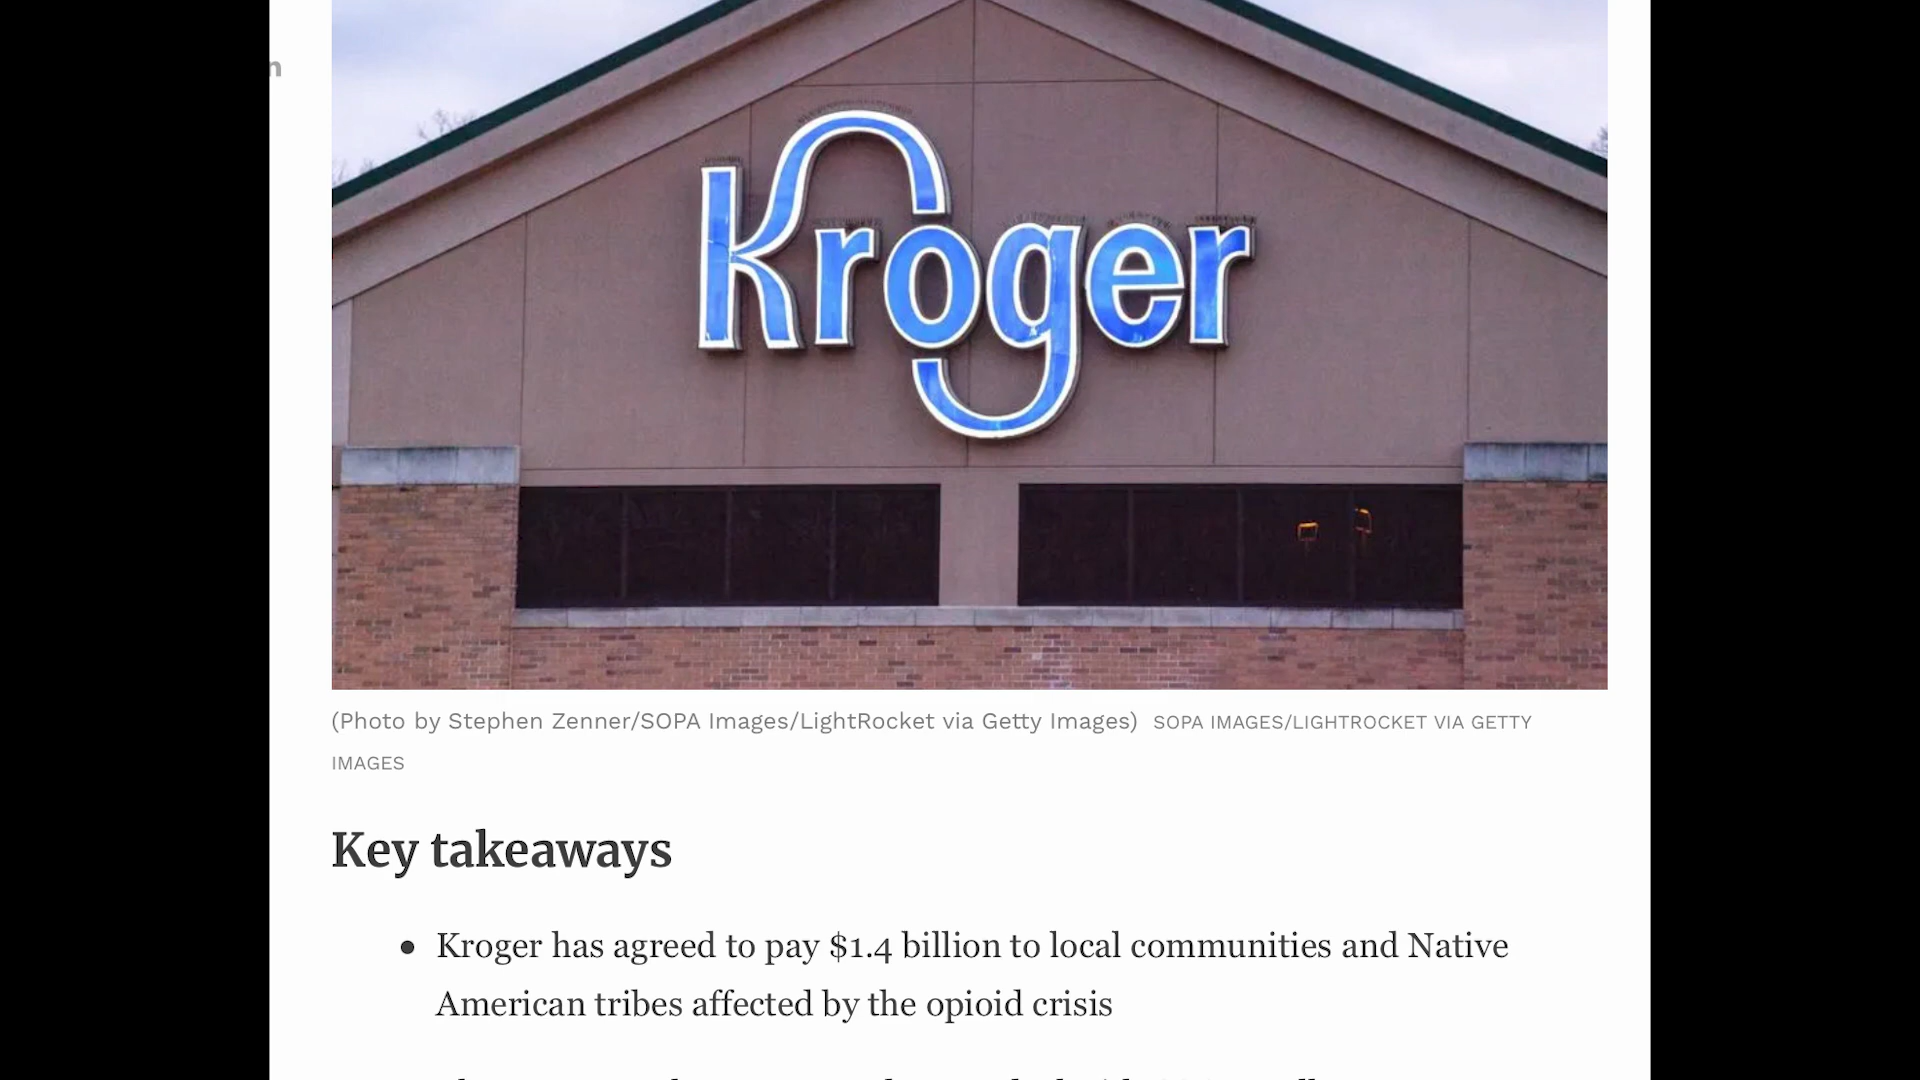 n
Kroger
(Photo by Stephen Zenner/SOPA Images/LightRocket via Getty Images) SOPA IMAGES/LIGHTROCKET VIA GETTY
IMAGES
Key takeaways
• Kroger has agreed to pay $1.4 billion to local communities and Native
American tribes affected by the opioid crisis